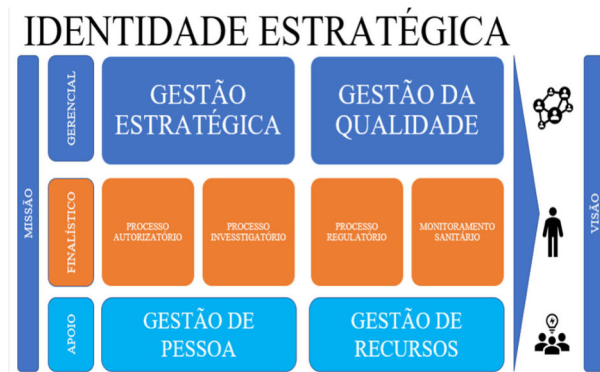 IDENTIDADE ESTRATÉGICA
MISSÃO
GERENCIAL
GESTÃO
ESTRATÉGICA
GESTÃO DA
QUALIDADE
FINALÍSTICO
PROCESSO
AUTORIZATÓRIO
PROCESSO
INVESSTIGATÓRIO
PROCESSO
REGULATÓRIO
MONITORAMENTO
SANITÁRIO
APOIO
GESTÃO DE
PESSOA
GESTÃO DE
RECURSOS
VISÃO